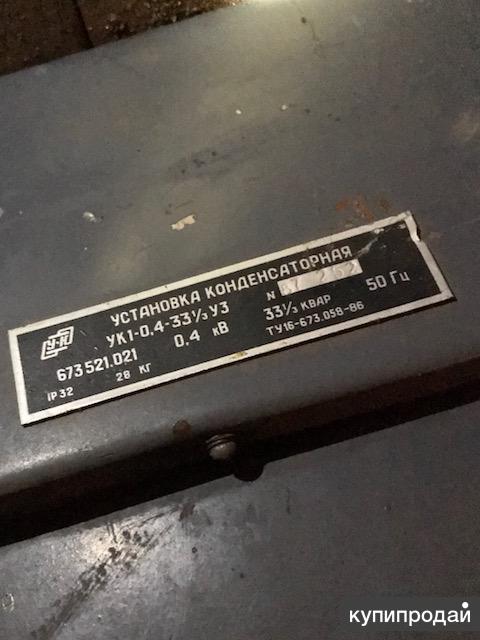 УК
УСТАНОВКА КОНДЕНСАТОРНАЯ
УК1-0,4-33⅓ У3 N
673 521.021 0,4 кВ 33⅓ КВАР 50 Гц
IP32 28 КГ ТУ16-673.058-86
купипродай